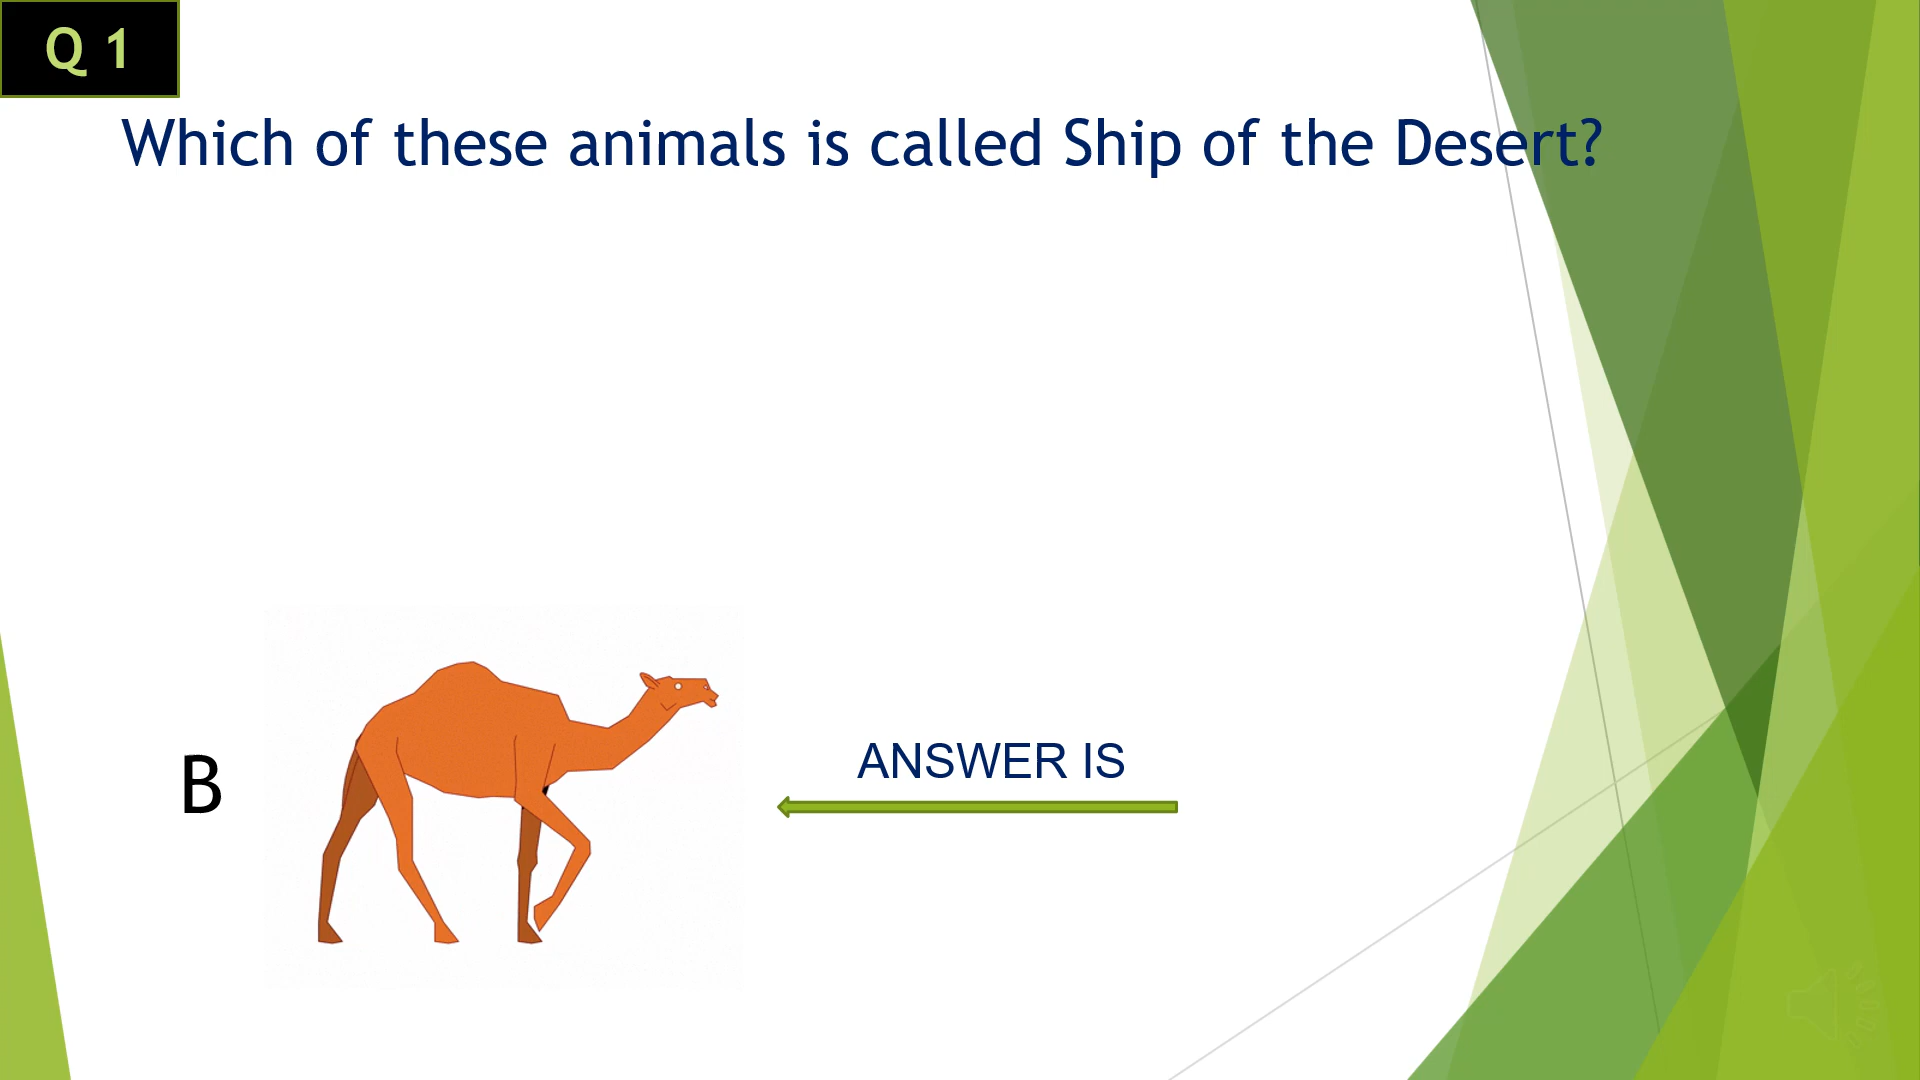 Q 1
Which of these animals is called Ship of the Desert?
ANSWER IS
B